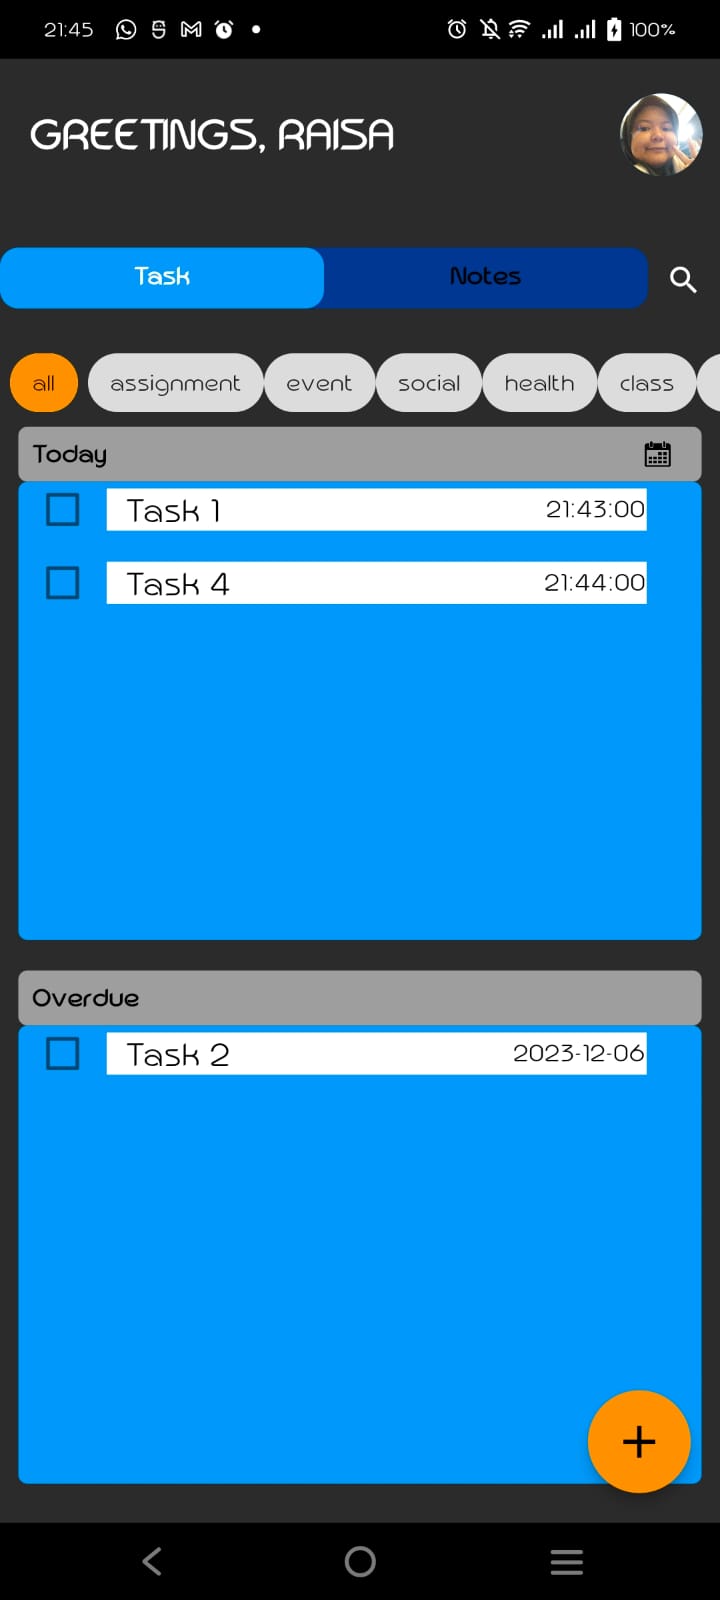 21:45 100%
GREETINGS, RAISA
Task Notes
all assignment event social health class
Today
Task 1 21:43:00
Task 4 21:44:00
Overdue
Task 2 2023-12-06
+